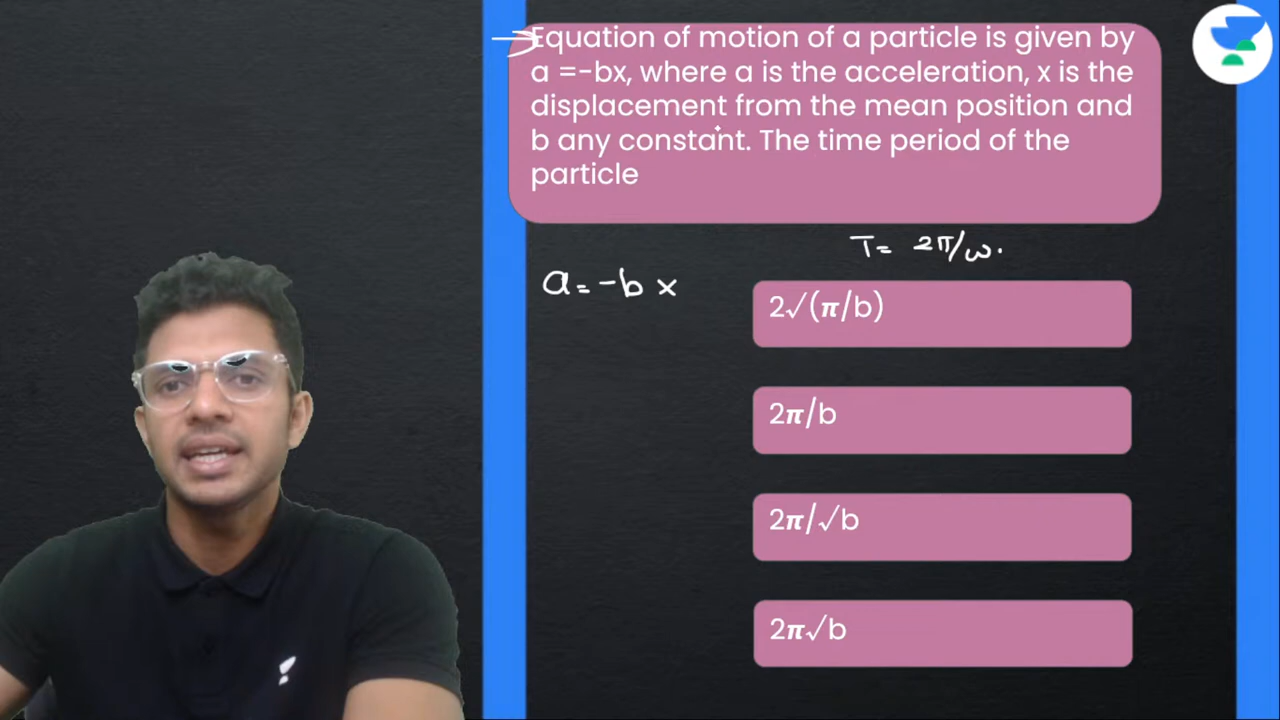 Equation of motion of a particle is given by
a =-bx, where a is the acceleration, x is the
displacement from the mean position and
b any constant. The time period of the
particle
T= 2π/ω.
a=-b x
2√(π/b)
2π/b
2π/√b
2π√b